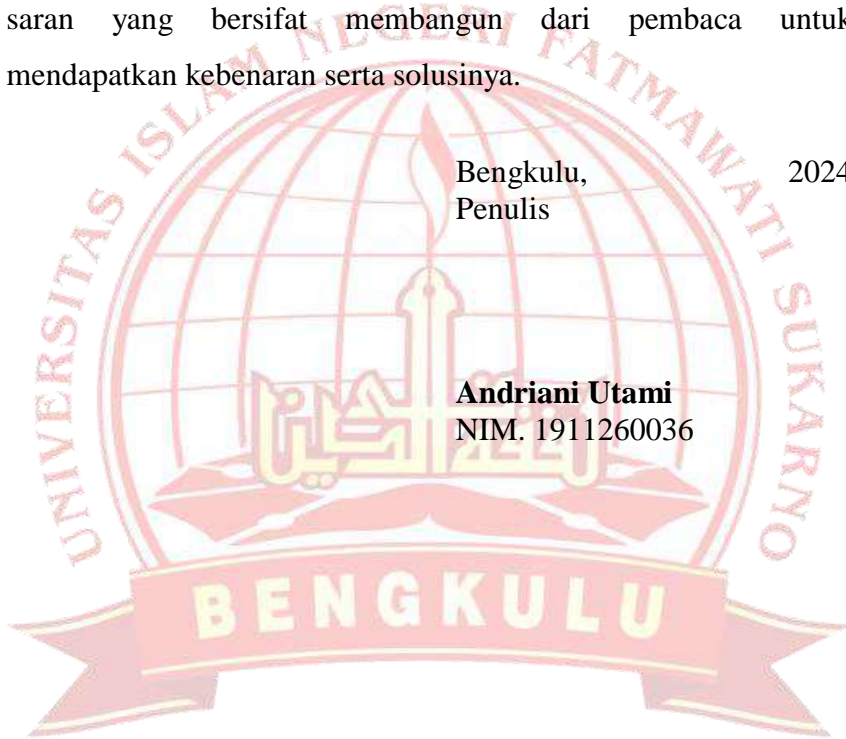 saran yang bersifat membangun dari pembaca untuk
mendapatkan kebenaran serta solusinya.
Bengkulu, 2024
Penulis
Andriani Utami
NIM. 1911260036
UNIVERSITAS ISLAM NEGERI FATMAWATI SUKARNO
BENGKULU